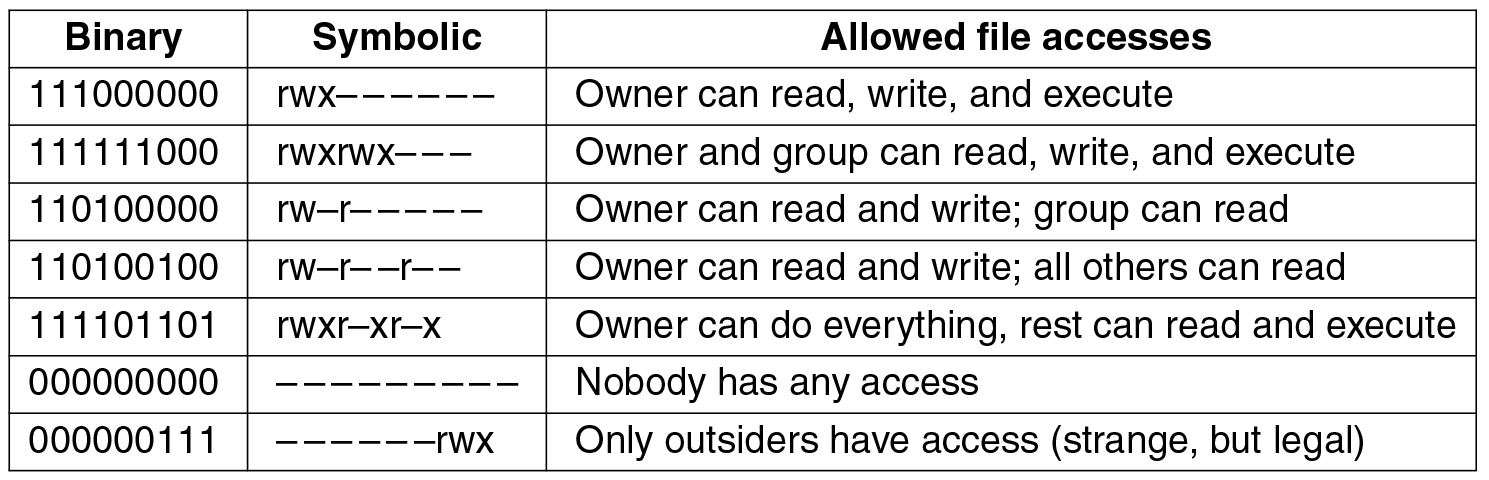 Binary Symbolic Allowed file accesses
111000000 rwx–––––– Owner can read, write, and execute
111111000 rwxrwx––– Owner and group can read, write, and execute
110100000 rw–r––––– Owner can read and write; group can read
110100100 rw–r––r–– Owner can read and write; all others can read
111101101 rwxr–xr–x Owner can do everything, rest can read and execute
000000000 ––––––––– Nobody has any access
000000111 ––––––rwx Only outsiders have access (strange, but legal)